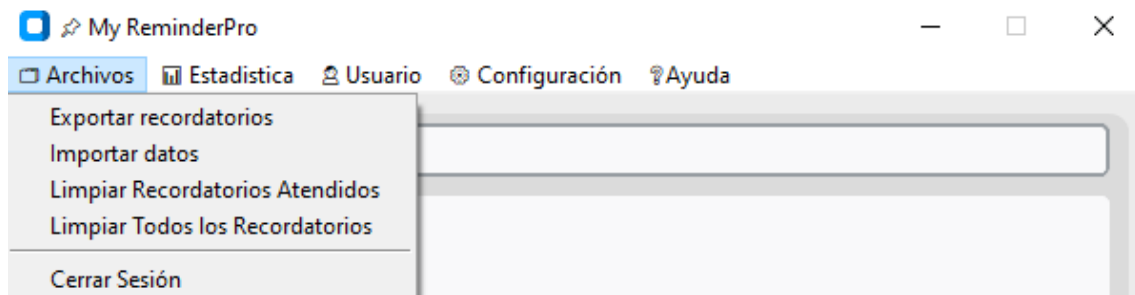 My ReminderPro
Archivos Estadistica Usuario Configuración ?Ayuda
Exportar recordatorios
Importar datos
Limpiar Recordatorios Atendidos
Limpiar Todos los Recordatorios
Cerrar Sesión